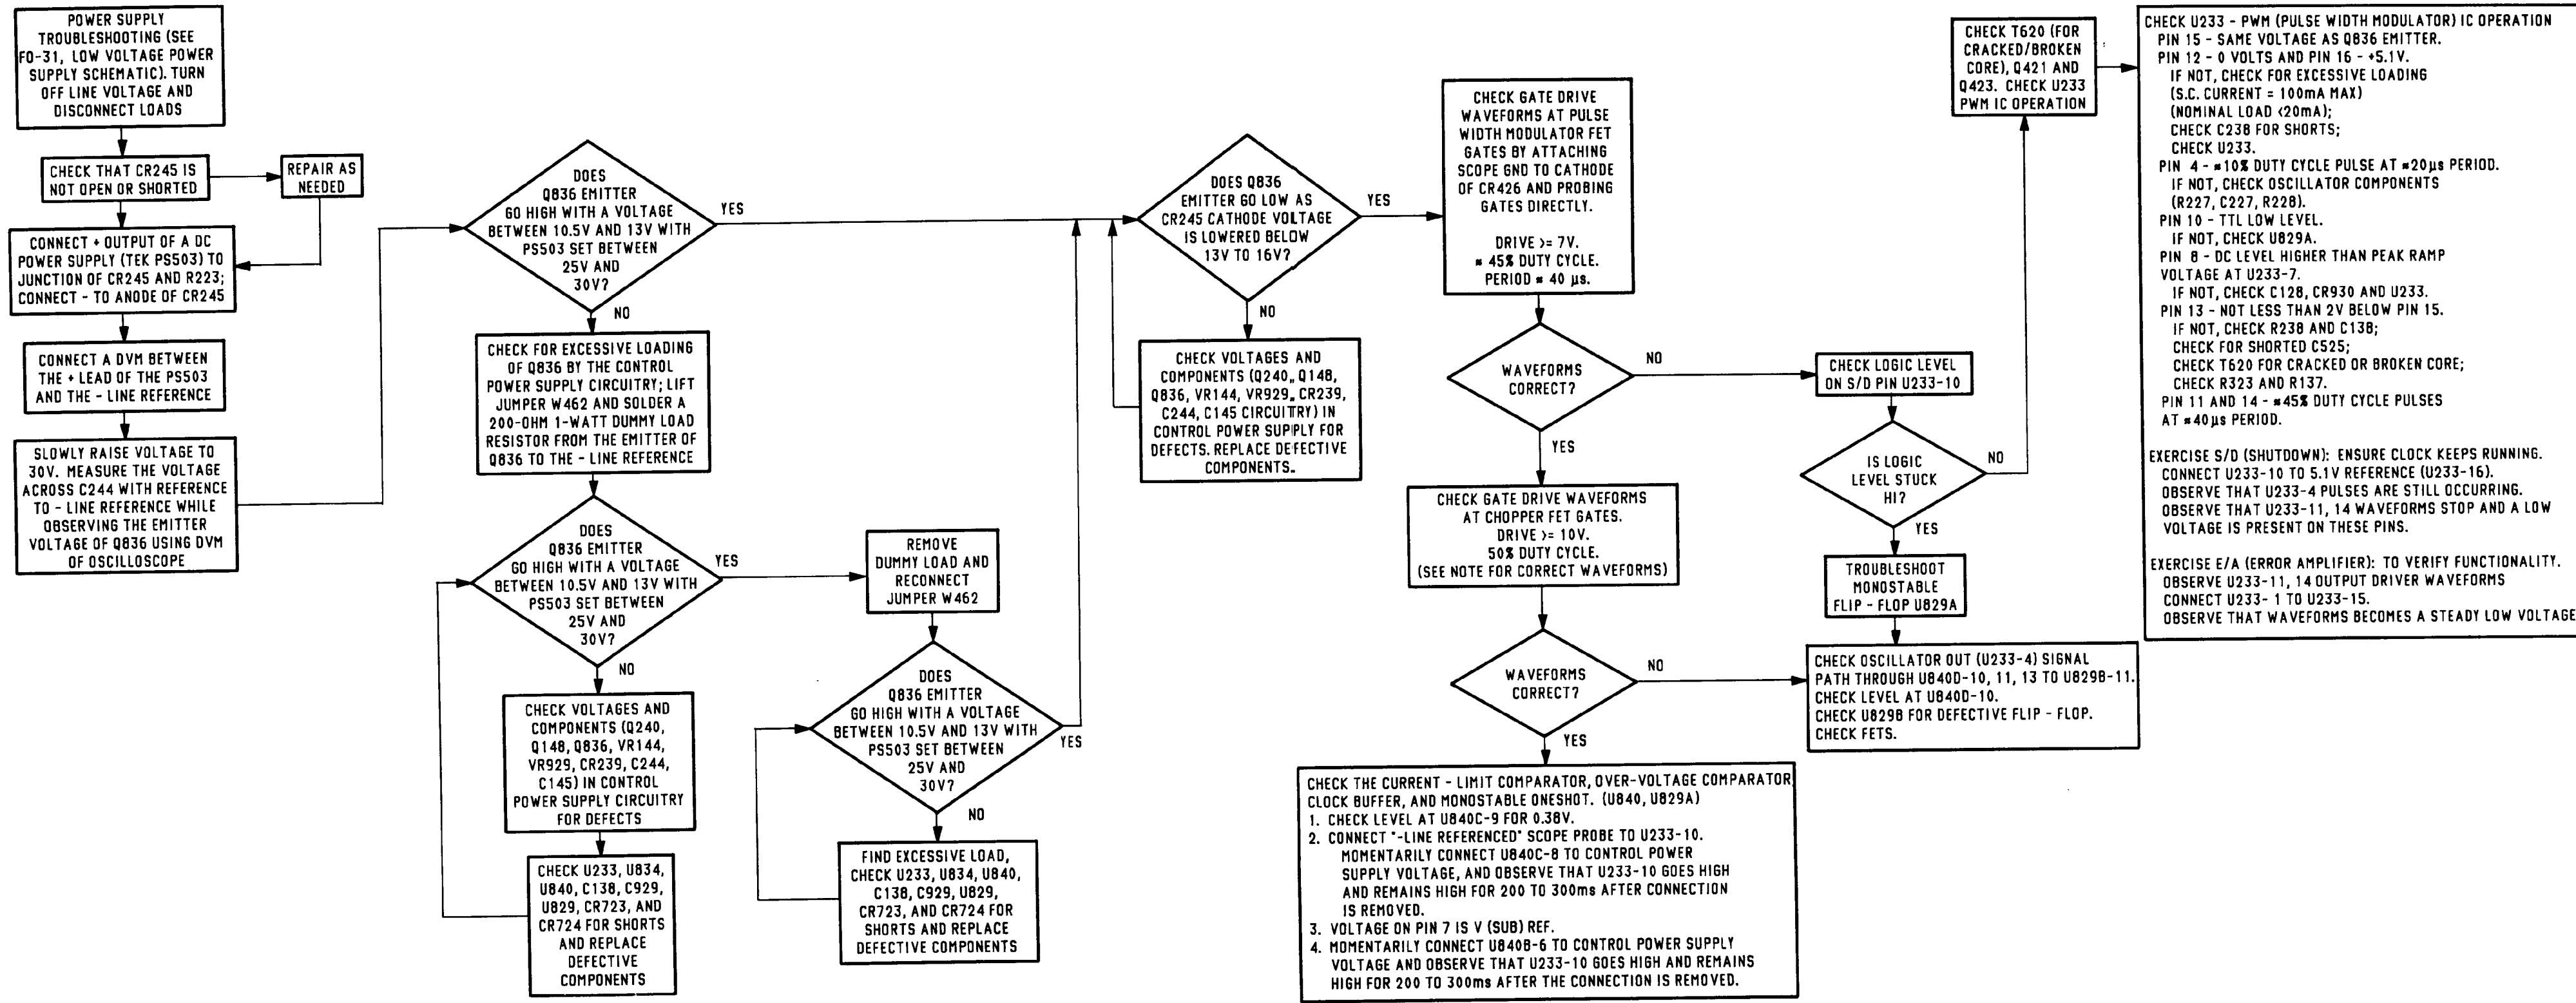 POWER SUPPLY
TROUBLESHOOTING (SEE
FO-31, LOW VOLTAGE POWER
SUPPLY SCHEMATIC). TURN
OFF LINE VOLTAGE AND
DISCONNECT LOADS
CHECK THAT CR245 IS
NOT OPEN OR SHORTED
REPAIR AS
NEEDED
CONNECT + OUTPUT OF A DC
POWER SUPPLY (TEK PS503) TO
JUNCTION OF CR245 AND R223;
CONNECT - TO ANODE OF CR245
CONNECT A DVM BETWEEN
THE + LEAD OF THE PS503
AND THE - LINE REFERENCE
SLOWLY RAISE VOLTAGE TO
30V. MEASURE THE VOLTAGE
ACROSS C244 WITH REFERENCE
TO - LINE REFERENCE WHILE
OBSERVING THE EMITTER
VOLTAGE OF Q836 USING DVM
OF OSCILLOSCOPE
DOES
Q836 EMITTER
GO HIGH WITH A VOLTAGE
BETWEEN 10.5V AND 13V WITH
PS503 SET BETWEEN
25V AND
30V?
YES
NO
CHECK FOR EXCESSIVE LOADING
OF Q836 BY THE CONTROL
POWER SUPPLY CIRCUITRY; LIFT
JUMPER W462 AND SOLDER A
200-OHM 1-WATT DUMMY LOAD
RESISTOR FROM THE EMITTER OF
Q836 TO THE - LINE REFERENCE
DOES
Q836 EMITTER
GO HIGH WITH A VOLTAGE
BETWEEN 10.5V AND 13V WITH
PS503 SET BETWEEN
25V AND
30V?
YES
NO
CHECK VOLTAGES AND
COMPONENTS (Q240,
Q148, Q836, VR144,
VR929, CR239, C244,
C145) IN CONTROL
POWER SUPPLY CIRCUITRY
FOR DEFECTS
CHECK U233, U834,
U840, C138, C929,
U829, CR723, AND
CR724 FOR SHORTS
AND REPLACE
DEFECTIVE
COMPONENTS
REMOVE
DUMMY LOAD AND
RECONNECT
JUMPER W462
DOES
Q836 EMITTER
GO HIGH WITH A VOLTAGE
BETWEEN 10.5V AND 13V WITH
PS503 SET BETWEEN
25V AND
30V?
YES
NO
FIND EXCESSIVE LOAD,
CHECK U233, U834, U840,
C138, C929, U829,
CR723, AND CR724 FOR
SHORTS AND REPLACE
DEFECTIVE COMPONENTS
DOES Q836
EMITTER GO LOW AS
CR245 CATHODE VOLTAGE
IS LOWERED BELOW
13V TO 16V?
YES
NO
CHECK VOLTAGES AND
COMPONENTS (Q240, Q148,
Q836, VR144, VR929, CR239,
C244, C145 CIRCUITRY) IN
CONTROL POWER SUPPLY FOR
DEFECTS. REPLACE DEFECTIVE
COMPONENTS.
CHECK GATE DRIVE
WAVEFORMS AT PULSE
WIDTH MODULATOR FET
GATES BY ATTACHING
SCOPE GND TO CATHODE
OF CR426 AND PROBING
GATES DIRECTLY.
DRIVE >= 7V.
≈ 45% DUTY CYCLE.
PERIOD ≈ 40 µs.
WAVEFORMS
CORRECT?
NO
YES
CHECK GATE DRIVE WAVEFORMS
AT CHOPPER FET GATES.
DRIVE >= 10V.
50% DUTY CYCLE.
(SEE NOTE FOR CORRECT WAVEFORMS)
WAVEFORMS
CORRECT?
NO
YES
CHECK THE CURRENT - LIMIT COMPARATOR, OVER-VOLTAGE COMPARATOR
CLOCK BUFFER, AND MONOSTABLE ONESHOT. (U840, U829A)
1. CHECK LEVEL AT U840C-9 FOR 0.38V.
2. CONNECT "-LINE REFERENCED" SCOPE PROBE TO U233-10.
MOMENTARILY CONNECT U840C-8 TO CONTROL POWER
SUPPLY VOLTAGE, AND OBSERVE THAT U233-10 GOES HIGH
AND REMAINS HIGH FOR 200 TO 300ms AFTER CONNECTION
IS REMOVED.
3. VOLTAGE ON PIN 7 IS V (SUB) REF.
4. MOMENTARILY CONNECT U840B-6 TO CONTROL POWER SUPPLY
VOLTAGE AND OBSERVE THAT U233-10 GOES HIGH AND REMAINS
HIGH FOR 200 TO 300ms AFTER THE CONNECTION IS REMOVED.
CHECK LOGIC LEVEL
ON S/D PIN U233-10
IS LOGIC
LEVEL STUCK
HI?
NO
YES
TROUBLESHOOT
MONOSTABLE
FLIP - FLOP U829A
CHECK OSCILLATOR OUT (U233-4) SIGNAL
PATH THROUGH U840D-10, 11, 13 TO U829B-11.
CHECK LEVEL AT U840D-10.
CHECK U829B FOR DEFECTIVE FLIP - FLOP.
CHECK FETS.
CHECK T620 (FOR
CRACKED/BROKEN
CORE), Q421 AND
Q423. CHECK U233
PWM IC OPERATION
CHECK U233 - PWM (PULSE WIDTH MODULATOR) IC OPERATION
PIN 15 - SAME VOLTAGE AS Q836 EMITTER.
PIN 12 - 0 VOLTS AND PIN 16 - +5.1V.
IF NOT, CHECK FOR EXCESSIVE LOADING
(S.C. CURRENT = 100mA MAX)
(NOMINAL LOAD <20mA);
CHECK C238 FOR SHORTS;
CHECK U233.
PIN 4 - ≈10% DUTY CYCLE PULSE AT ≈20µs PERIOD.
IF NOT, CHECK OSCILLATOR COMPONENTS
(R227, C227, R228).
PIN 10 - TTL LOW LEVEL.
IF NOT, CHECK U829A.
PIN 8 - DC LEVEL HIGHER THAN PEAK RAMP
VOLTAGE AT U233-7.
IF NOT, CHECK C128, CR930 AND U233.
PIN 13 - NOT LESS THAN 2V BELOW PIN 15.
IF NOT, CHECK R238 AND C138;
CHECK FOR SHORTED C525;
CHECK T620 FOR CRACKED OR BROKEN CORE;
CHECK R323 AND R137.
PIN 11 AND 14 - ≈45% DUTY CYCLE PULSES
AT ≈40µs PERIOD.
EXERCISE S/D (SHUTDOWN): ENSURE CLOCK KEEPS RUNNING.
CONNECT U233-10 TO 5.1V REFERENCE (U233-16).
OBSERVE THAT U233-4 PULSES ARE STILL OCCURRING.
OBSERVE THAT U233-11, 14 WAVEFORMS STOP AND A LOW
VOLTAGE IS PRESENT ON THESE PINS.
EXERCISE E/A (ERROR AMPLIFIER): TO VERIFY FUNCTIONALITY.
OBSERVE U233-11, 14 OUTPUT DRIVER WAVEFORMS
CONNECT U233- 1 TO U233-15.
OBSERVE THAT WAVEFORMS BECOMES A STEADY LOW VOLTAGE